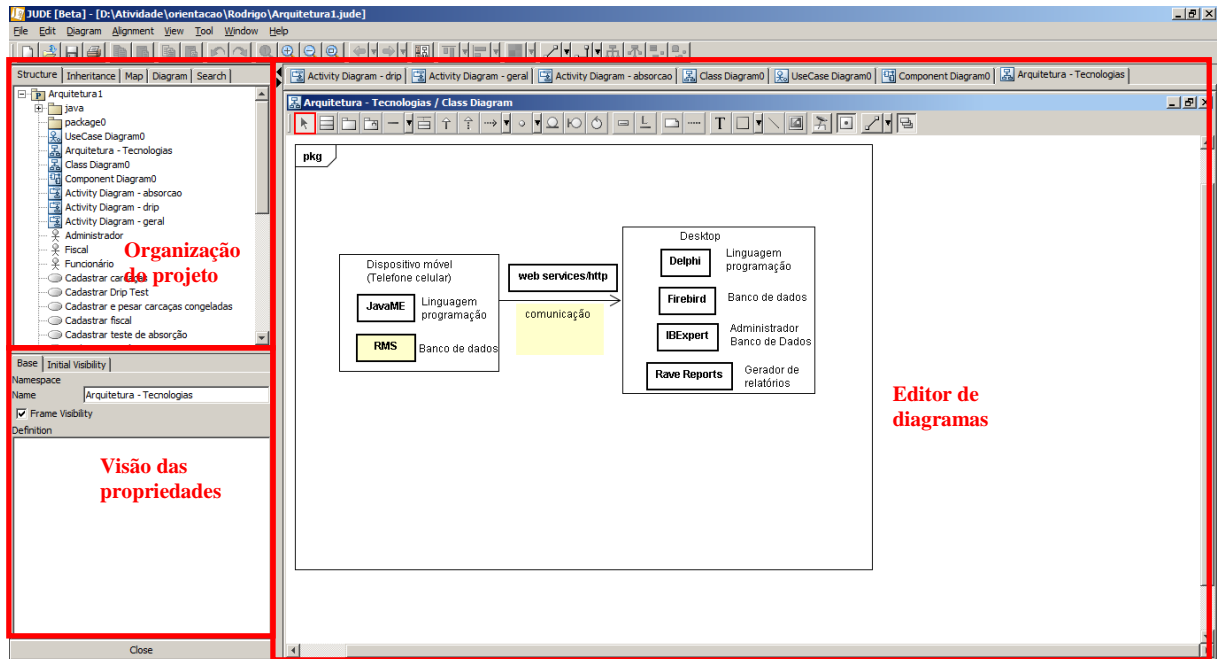 JUDE [Beta] - [D:\Atividade\orientacao\Rodrigo\Arquitetura1.jude]
File Edit Diagram Alignment View Tool Window Help
Structure Inheritance Map Diagram Search
Arquitetura1
java
package0
UseCase Diagram0
Arquitetura - Tecnologias
Class Diagram0
Component Diagram0
Activity Diagram - absorcao
Activity Diagram - drip
Activity Diagram - geral
Administrador
Fiscal
Funcionário
Cadastrar carcaças
Cadastrar Drip Test
Cadastrar e pesar carcaças congeladas
Cadastrar fiscal
Cadastrar teste de absorção
Organização
do projeto
Base Initial Visibility
Namespace
Name Arquitetura - Tecnologias
Frame Visibility
Definition
Visão das
propriedades
Close
Activity Diagram - drip Activity Diagram - geral Activity Diagram - absorcao Class Diagram0 UseCase Diagram0 Component Diagram0 Arquitetura - Tecnologias
Arquitetura - Tecnologias / Class Diagram
T
pkg
Dispositivo móvel
(Telefone celular)
JavaME
Linguagem
programação
RMS
Banco de dados
web services/http
comunicação
Desktop
Delphi
Linguagem
programação
Firebird
Banco de dados
IBExpert
Administrador
Banco de Dados
Rave Reports
Gerador de
relatórios
Editor de
diagramas